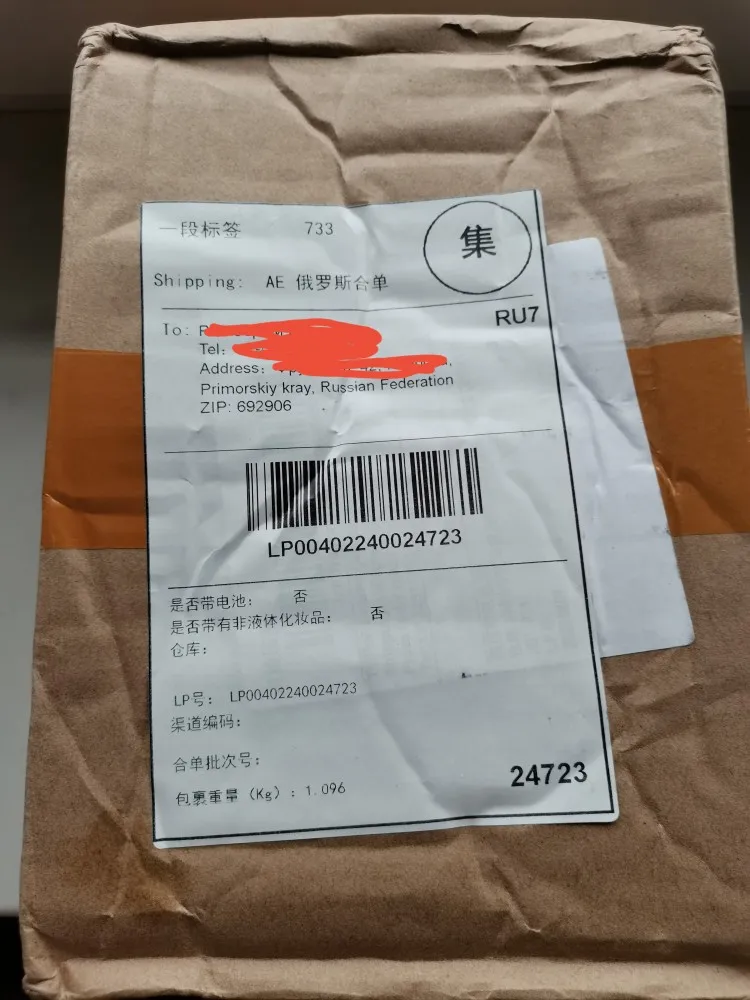 一段标签 733
集
Shipping: AE 俄罗斯合单
RU7
To:
Tel:
Address:
Primorskiy kray, Russian Federation
ZIP: 692906
LP00402240024723
是否带电池: 否
是否带有非液体化妆品: 否
仓库:
LP号: LP00402240024723
渠道编码:
合单批次号:
24723
包裹重量 (Kg) : 1.096